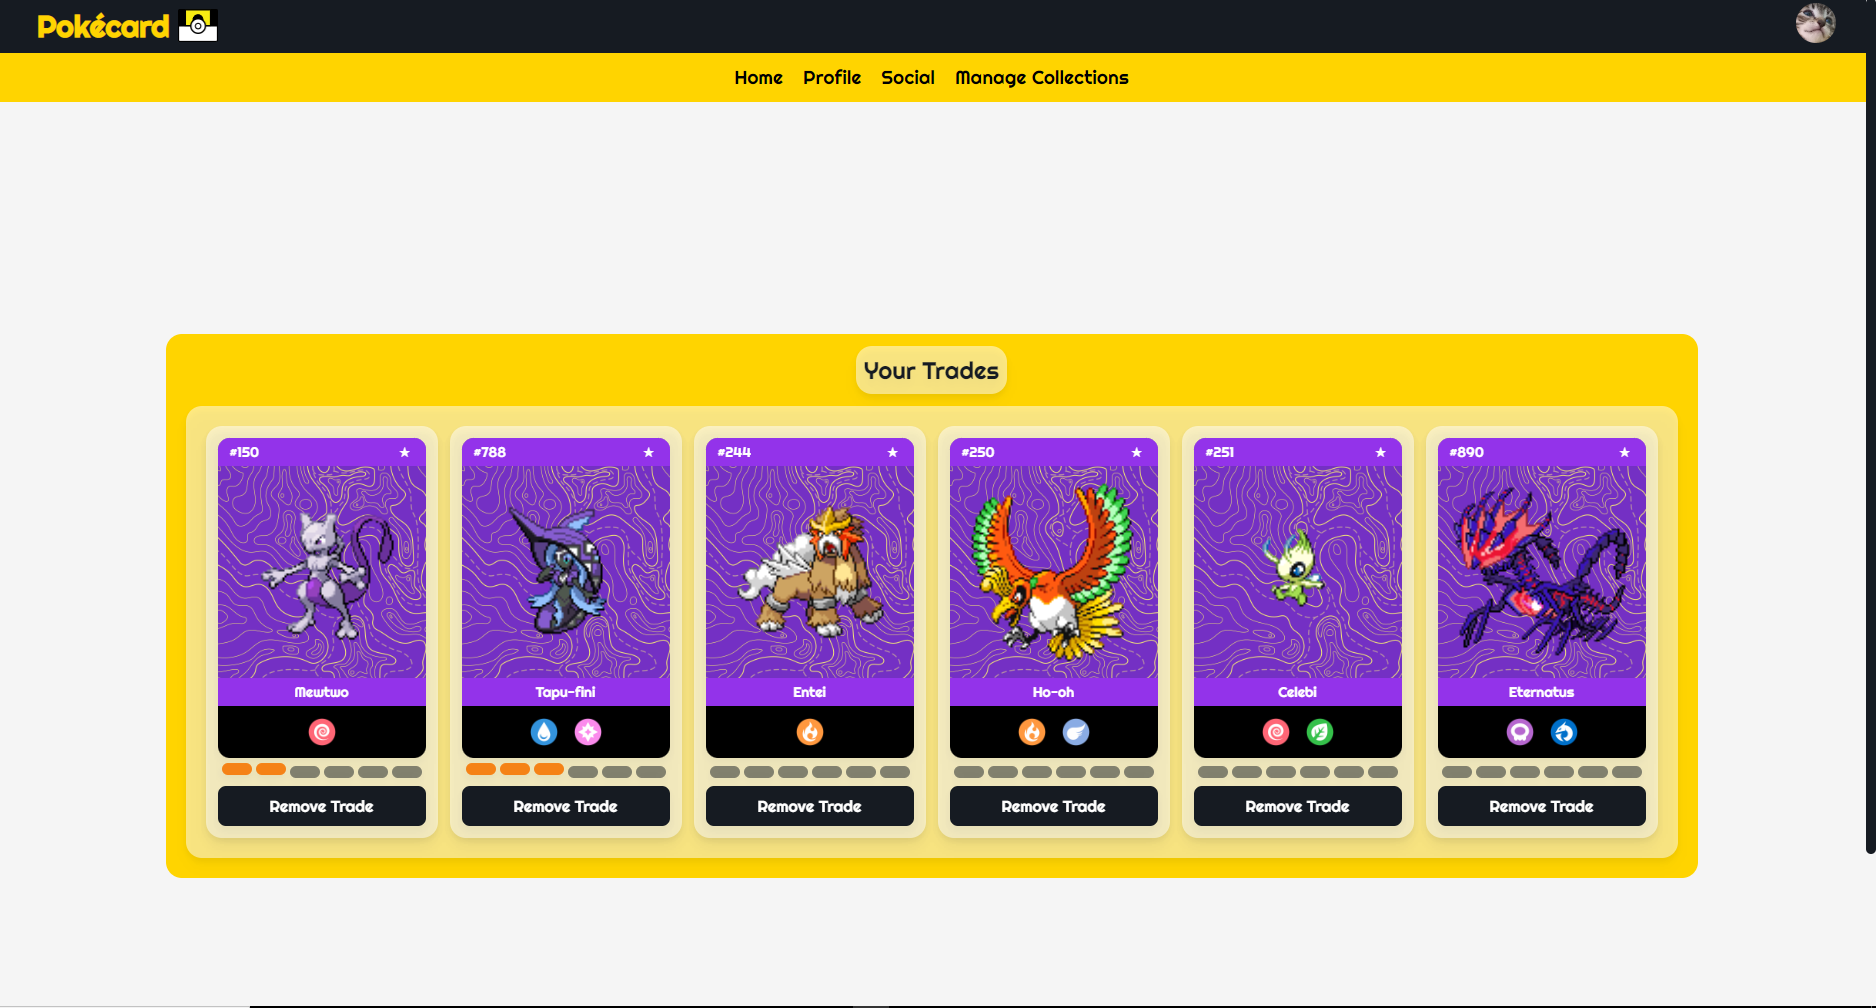 Pokécard
Home Profile Social Manage Collections
Your Trades
#150 ★
Mewtwo
Remove Trade
#788 ★
Tapu-fini
Remove Trade
#244 ★
Entei
Remove Trade
#250 ★
Ho-oh
Remove Trade
#251 ★
Celebi
Remove Trade
#890 ★
Eternatus
Remove Trade